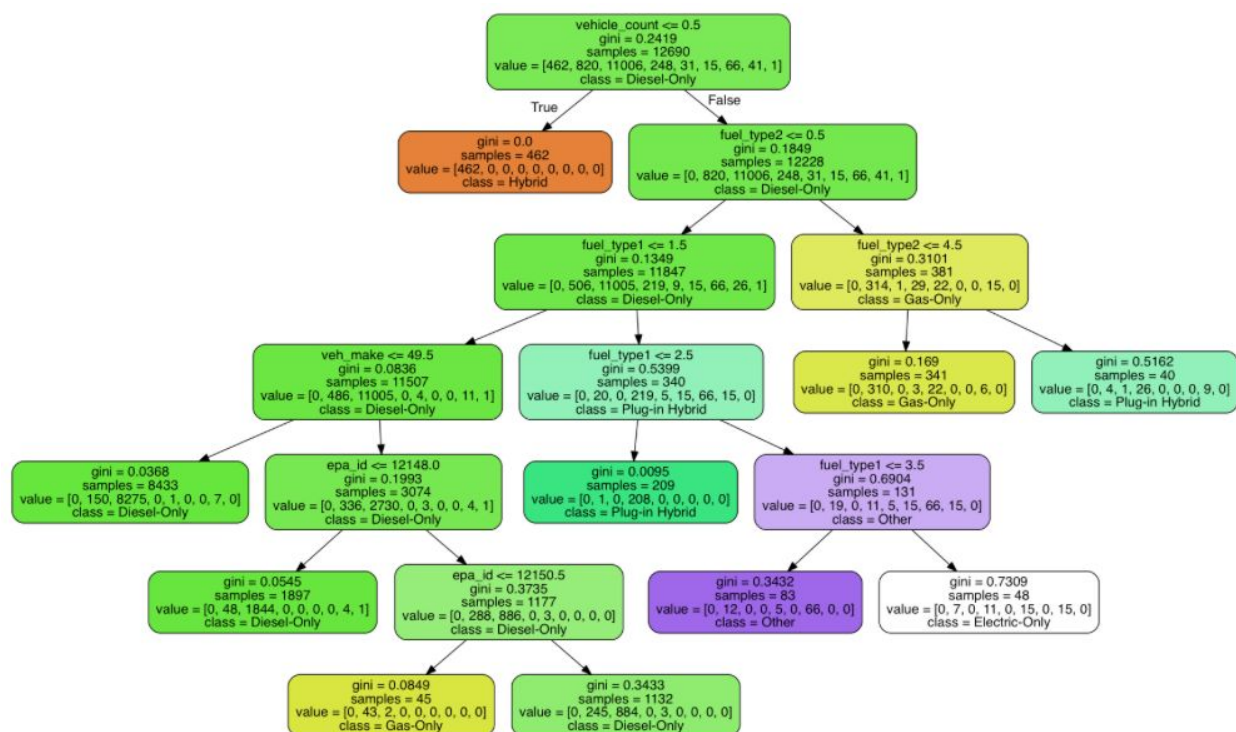 vehicle_count <= 0.5
gini = 0.2419
samples = 12690
value = [462, 820, 11006, 248, 31, 15, 66, 41, 1]
class = Diesel-Only
True
False
gini = 0.0
samples = 462
value = [462, 0, 0, 0, 0, 0, 0, 0, 0]
class = Hybrid
fuel_type2 <= 0.5
gini = 0.1849
samples = 12228
value = [0, 820, 11006, 248, 31, 15, 66, 41, 1]
class = Diesel-Only
fuel_type1 <= 1.5
gini = 0.1349
samples = 11847
value = [0, 506, 11005, 219, 9, 15, 66, 26, 1]
class = Diesel-Only
fuel_type2 <= 4.5
gini = 0.3101
samples = 381
value = [0, 314, 1, 29, 22, 0, 0, 15, 0]
class = Gas-Only
veh_make <= 49.5
gini = 0.0836
samples = 11507
value = [0, 486, 11005, 0, 4, 0, 0, 11, 1]
class = Diesel-Only
fuel_type1 <= 2.5
gini = 0.5399
samples = 340
value = [0, 20, 0, 219, 5, 15, 66, 15, 0]
class = Plug-in Hybrid
gini = 0.169
samples = 341
value = [0, 310, 0, 3, 22, 0, 0, 6, 0]
class = Gas-Only
gini = 0.5162
samples = 40
value = [0, 4, 1, 26, 0, 0, 0, 9, 0]
class = Plug-in Hybrid
gini = 0.0368
samples = 8433
value = [0, 150, 8275, 0, 1, 0, 0, 7, 0]
class = Diesel-Only
epa_id <= 12148.0
gini = 0.1993
samples = 3074
value = [0, 336, 2730, 0, 3, 0, 0, 4, 1]
class = Diesel-Only
gini = 0.0095
samples = 209
value = [0, 1, 0, 208, 0, 0, 0, 0, 0]
class = Plug-in Hybrid
fuel_type1 <= 3.5
gini = 0.6904
samples = 131
value = [0, 19, 0, 11, 5, 15, 66, 15, 0]
class = Other
gini = 0.0545
samples = 1897
value = [0, 48, 1844, 0, 0, 0, 0, 4, 1]
class = Diesel-Only
epa_id <= 12150.5
gini = 0.3735
samples = 1177
value = [0, 288, 886, 0, 3, 0, 0, 0, 0]
class = Diesel-Only
gini = 0.3432
samples = 83
value = [0, 12, 0, 0, 5, 0, 66, 0, 0]
class = Other
gini = 0.7309
samples = 48
value = [0, 7, 0, 11, 0, 15, 0, 15, 0]
class = Electric-Only
gini = 0.0849
samples = 45
value = [0, 43, 2, 0, 0, 0, 0, 0, 0]
class = Gas-Only
gini = 0.3433
samples = 1132
value = [0, 245, 884, 0, 3, 0, 0, 0, 0]
class = Diesel-Only